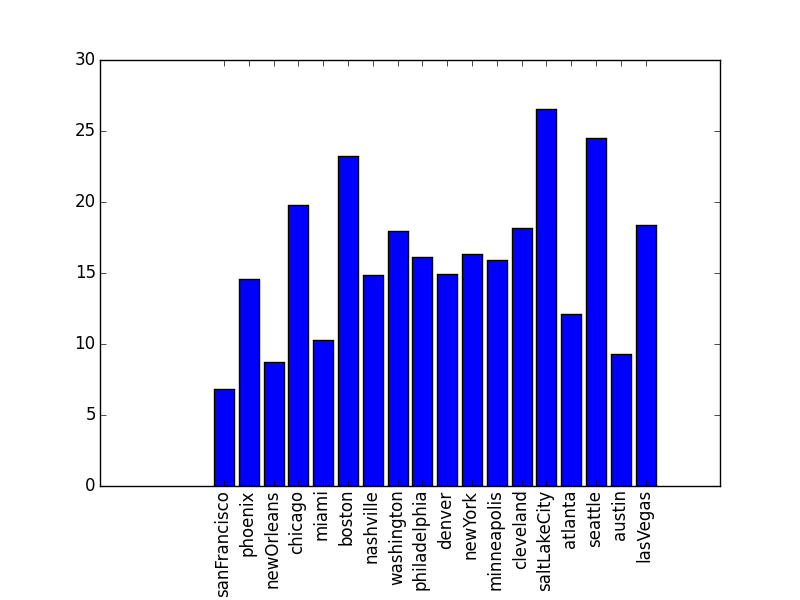 30
25
20
15
10
5
0
sanFrancisco
phoenix
newOrleans
chicago
miami
boston
nashville
washington
philadelphia
denver
newYork
minneapolis
cleveland
saltLakeCity
atlanta
seattle
austin
lasVegas